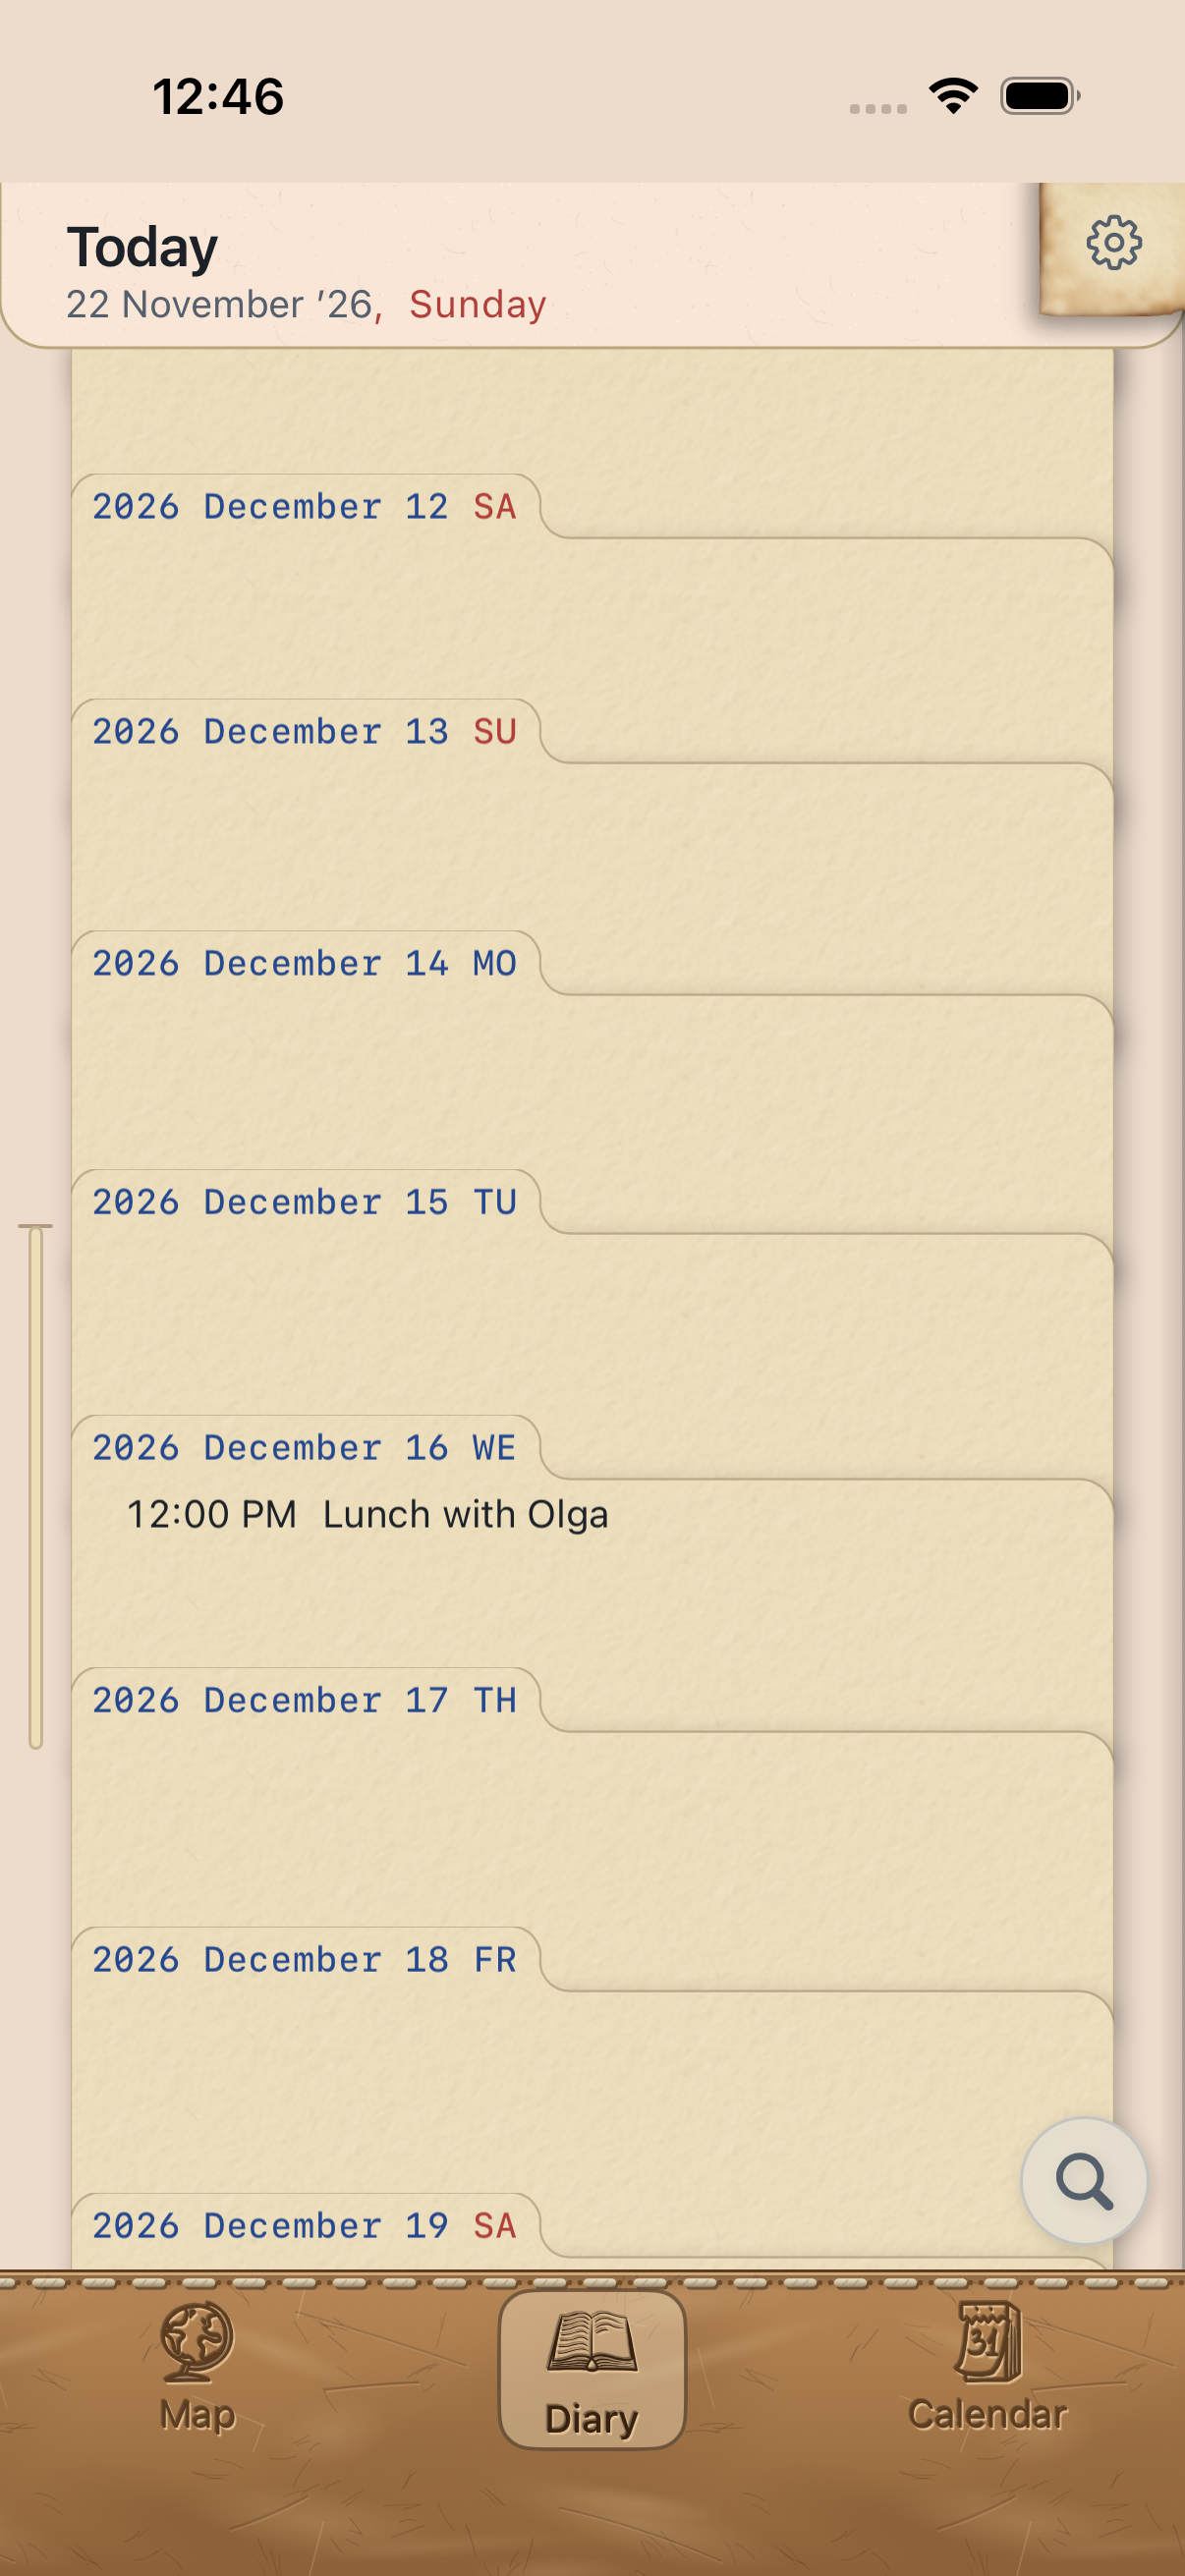 12:46
Today
22 November ’26, Sunday
2026 December 12 SA
2026 December 13 SU
2026 December 14 MO
2026 December 15 TU
2026 December 16 WE
12:00 PM Lunch with Olga
2026 December 17 TH
2026 December 18 FR
2026 December 19 SA
31
Map
Diary
Calendar